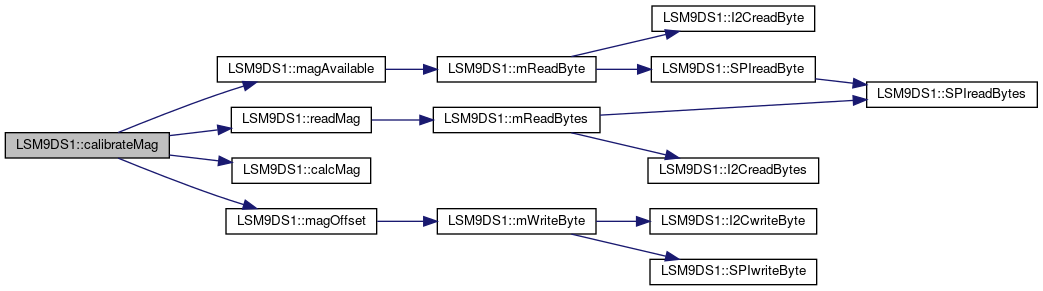 LSM9DS1::I2CreadByte
LSM9DS1::magAvailable
LSM9DS1::mReadByte
LSM9DS1::SPIreadByte
LSM9DS1::SPIreadBytes
LSM9DS1::readMag
LSM9DS1::mReadBytes
LSM9DS1::calibrateMag
LSM9DS1::calcMag
LSM9DS1::I2CreadBytes
LSM9DS1::magOffset
LSM9DS1::mWriteByte
LSM9DS1::I2CwriteByte
LSM9DS1::SPIwriteByte